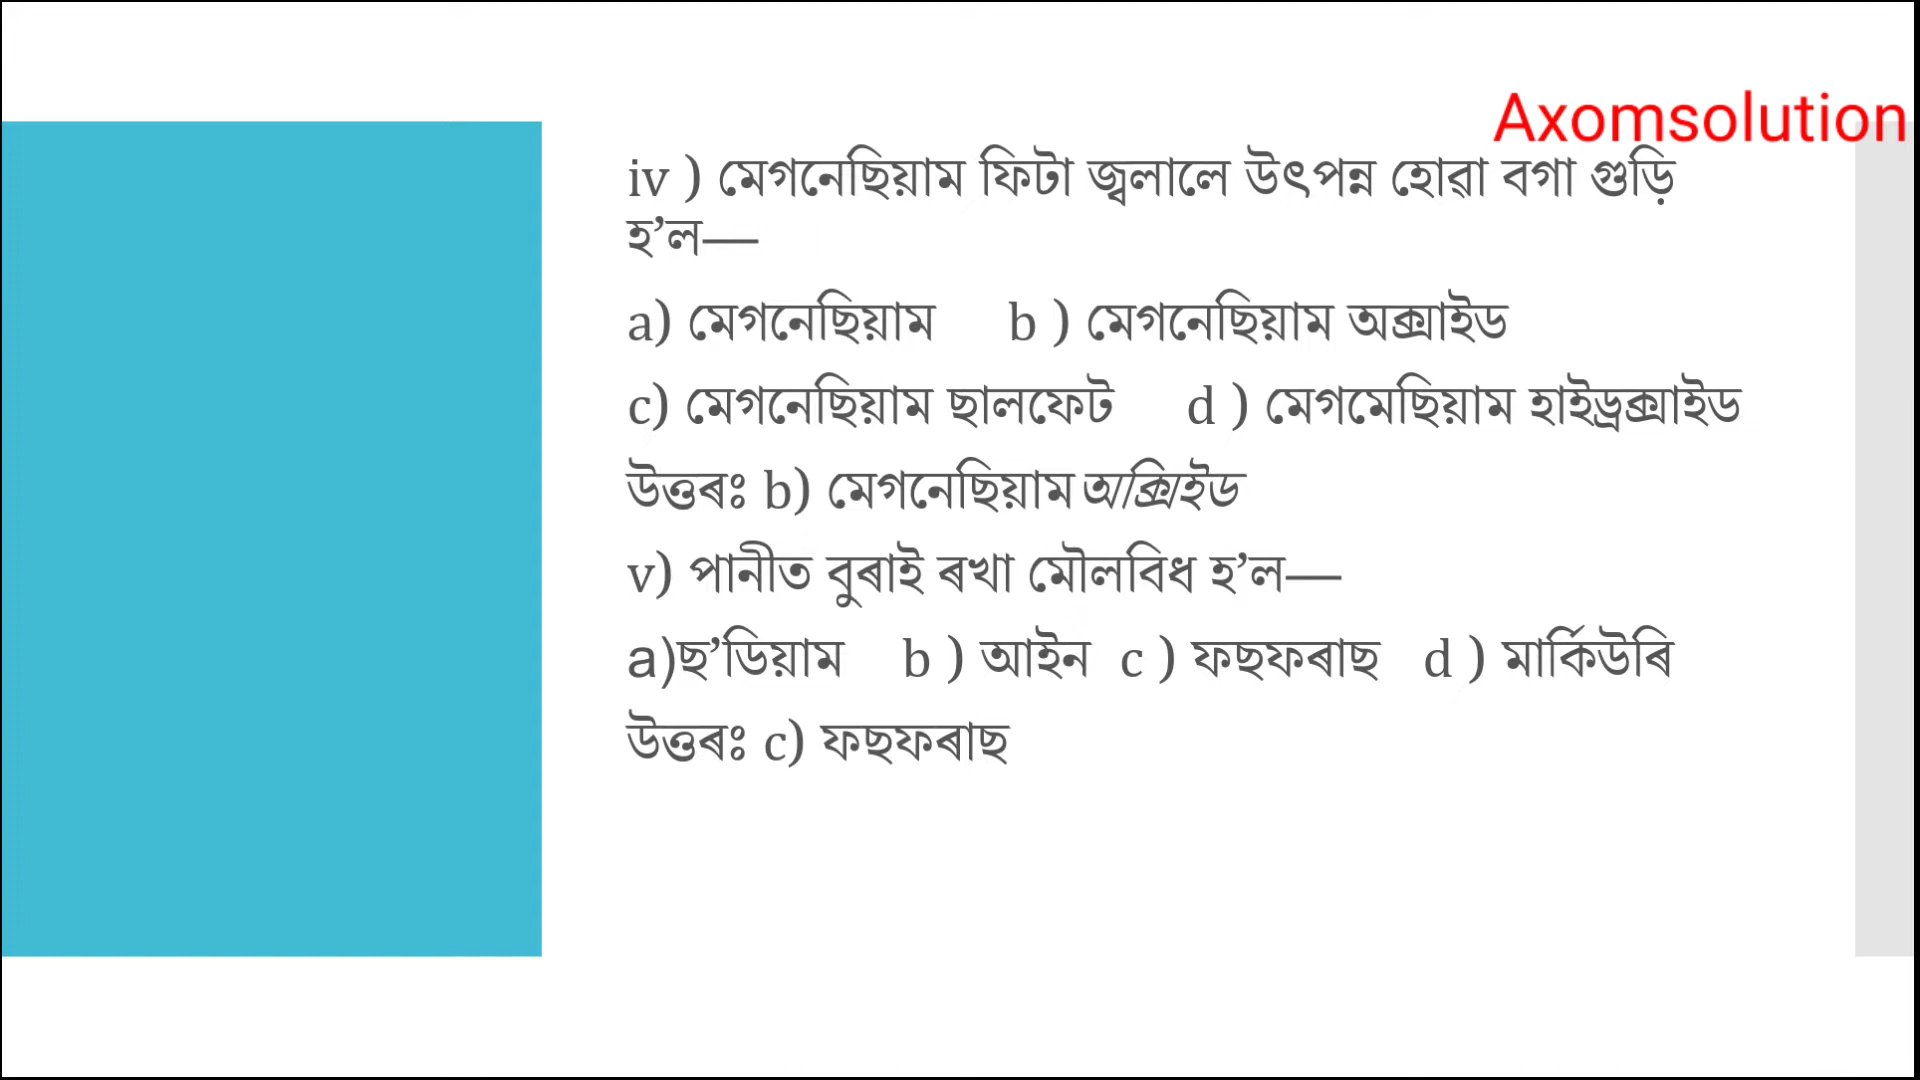 Axomsolution
iv ) মেগনেছিয়াম ফিটা জ্বলালে উৎপন্ন হোৱা বগা গুড়ি
হ’ল—
a) মেগনেছিয়াম b ) মেগনেছিয়াম অক্সাইড
c) মেগনেছিয়াম ছালফেট d ) মেগমেছিয়াম হাইড্ৰক্সাইড
উত্তৰঃ b) মেগনেছিয়াম অক্সাইড
v) পানীত বুৰাই ৰখা মৌলবিধ হ’ল—
a)ছ’ডিয়াম b ) আইন c ) ফছফৰাছ d ) মাৰ্কিউৰি
উত্তৰঃ c) ফছফৰাছ